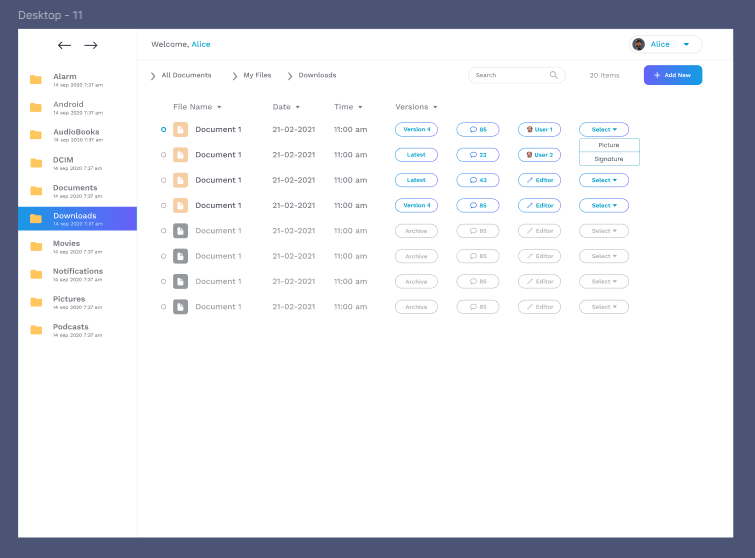 Desktop - 11
Welcome, Alice
Alice
Alarm
14 sep 2020 7:37 am
Android
14 sep 2020 7:37 am
AudioBooks
14 sep 2020 7:37 am
DCIM
14 sep 2020 7:37 am
Documents
14 sep 2020 7:37 am
Downloads
14 sep 2020 7:37 am
Movies
14 sep 2020 7:37 am
Notifications
14 sep 2020 7:37 am
Pictures
14 sep 2020 7:37 am
Podcasts
14 sep 2020 7:37 am
All Documents My Files Downloads Search 20 Items + Add New
File Name Date Time Versions
Document 1 21-02-2021 11:00 am Version 4 85 User 1 Select
Picture
Signature
Document 1 21-02-2021 11:00 am Latest 23 User 2
Document 1 21-02-2021 11:00 am Latest 43 Editor Select
Document 1 21-02-2021 11:00 am Version 4 85 Editor Select
Document 1 21-02-2021 11:00 am Archive 85 Editor Select
Document 1 21-02-2021 11:00 am Archive 85 Editor Select
Document 1 21-02-2021 11:00 am Archive 85 Editor Select
Document 1 21-02-2021 11:00 am Archive 85 Editor Select